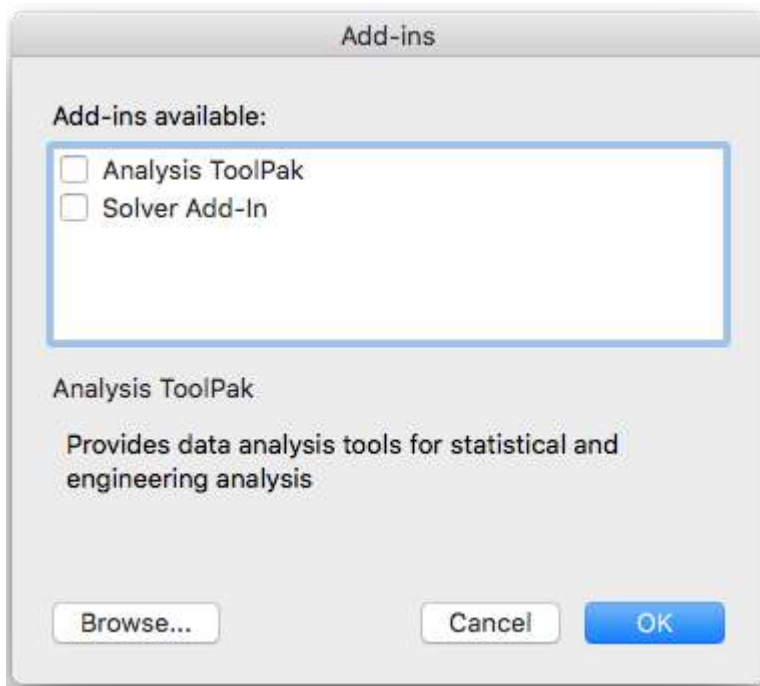 Add-ins
Add-ins available:
Analysis ToolPak
Solver Add-In
Analysis ToolPak
Provides data analysis tools for statistical and
engineering analysis
Browse...
Cancel
OK